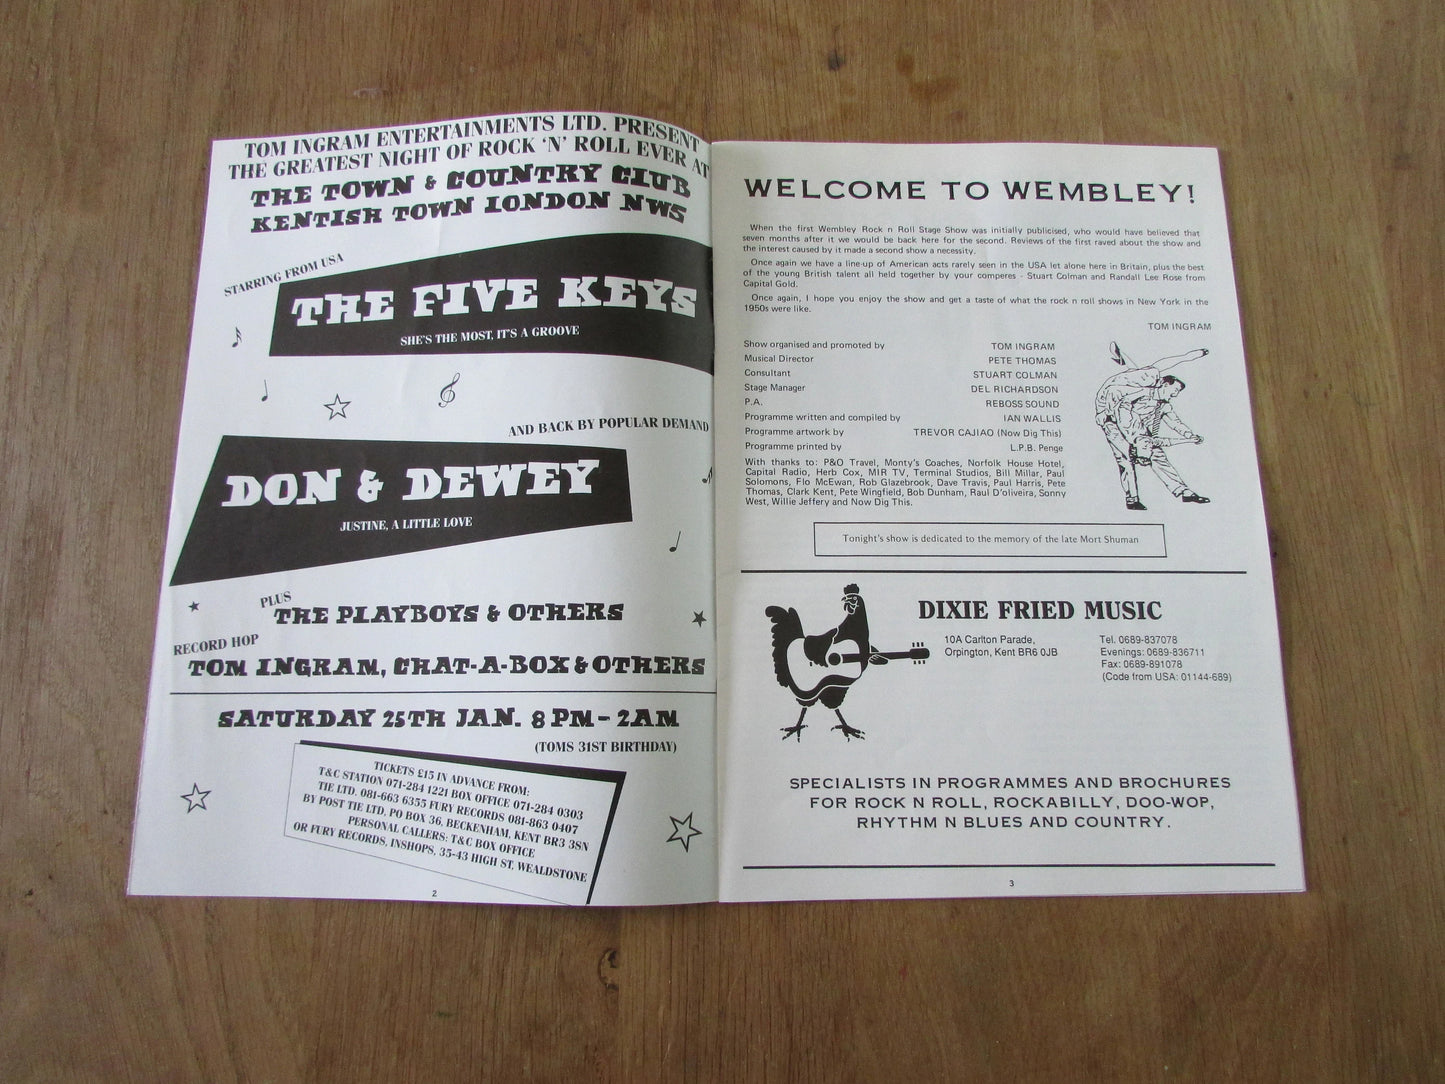 TOM INGRAM ENTERTAINMENTS LTD. PRESENT
THE GREATEST NIGHT OF ROCK 'N' ROLL EVER AT
THE TOWN & COUNTRY CLUB
KENTISH TOWN LONDON NW5
STARRING FROM USA
THE FIVE KEYS
SHE'S THE MOST, IT'S A GROOVE
AND BACK BY POPULAR DEMAND
DON & DEWEY
JUSTINE, A LITTLE LOVE
PLUS
THE PLAYBOYS & OTHERS
RECORD HOP
TOM INGRAM, CHAT-A-BOX & OTHERS
SATURDAY 25TH JAN. 8 PM - 2AM
(TOMS 31ST BIRTHDAY)
TICKETS £15 IN ADVANCE FROM:
T&C STATION 071-284 1221 BOX OFFICE 071-284 0303
TIE LTD. 081-663 6355 FURY RECORDS 081-863 0407
BY POST TIE LTD, PO BOX 36, BECKENHAM, KENT BR3 3SN
PERSONAL CALLERS: T&C BOX OFFICE
OR FURY RECORDS, INSHOPS, 35-43 HIGH ST, WEALDSTONE
2
WELCOME TO WEMBLEY!
When the first Wembley Rock n Roll Stage Show was initially publicised, who would have believed that
seven months after it we would be back here for the second. Reviews of the first raved about the show and
the interest caused by it made a second show a necessity.
Once again we have a line-up of American acts rarely seen in the USA let alone here in Britain, plus the best
of the young British talent all held together by your comperes - Stuart Colman and Randall Lee Rose from
Capital Gold.
Once again, I hope you enjoy the show and get a taste of what the rock n roll shows in New York in the
1950s were like.
TOM INGRAM
Show organised and promoted by TOM INGRAM
Musical Director PETE THOMAS
Consultant STUART COLMAN
Stage Manager DEL RICHARDSON
P.A. REBOSS SOUND
Programme written and compiled by IAN WALLIS
Programme artwork by TREVOR CAJIAO (Now Dig This)
Programme printed by L.P.B. Penge
With thanks to: P&O Travel, Monty's Coaches, Norfolk House Hotel,
Capital Radio, Herb Cox, MIR TV, Terminal Studios, Bill Millar, Paul
Solomons, Flo McEwan, Rob Glazebrook, Dave Travis, Paul Harris, Pete
Thomas, Clark Kent, Pete Wingfield, Bob Dunham, Raul D'oliveira, Sonny
West, Willie Jeffery and Now Dig This.
Tonight's show is dedicated to the memory of the late Mort Shuman
DIXIE FRIED MUSIC
10A Carlton Parade,
Orpington, Kent BR6 0JB
Tel. 0689-837078
Evenings: 0689-836711
Fax: 0689-891078
(Code from USA: 01144-689)
SPECIALISTS IN PROGRAMMES AND BROCHURES
FOR ROCK N ROLL, ROCKABILLY, DOO-WOP,
RHYTHM N BLUES AND COUNTRY.
3